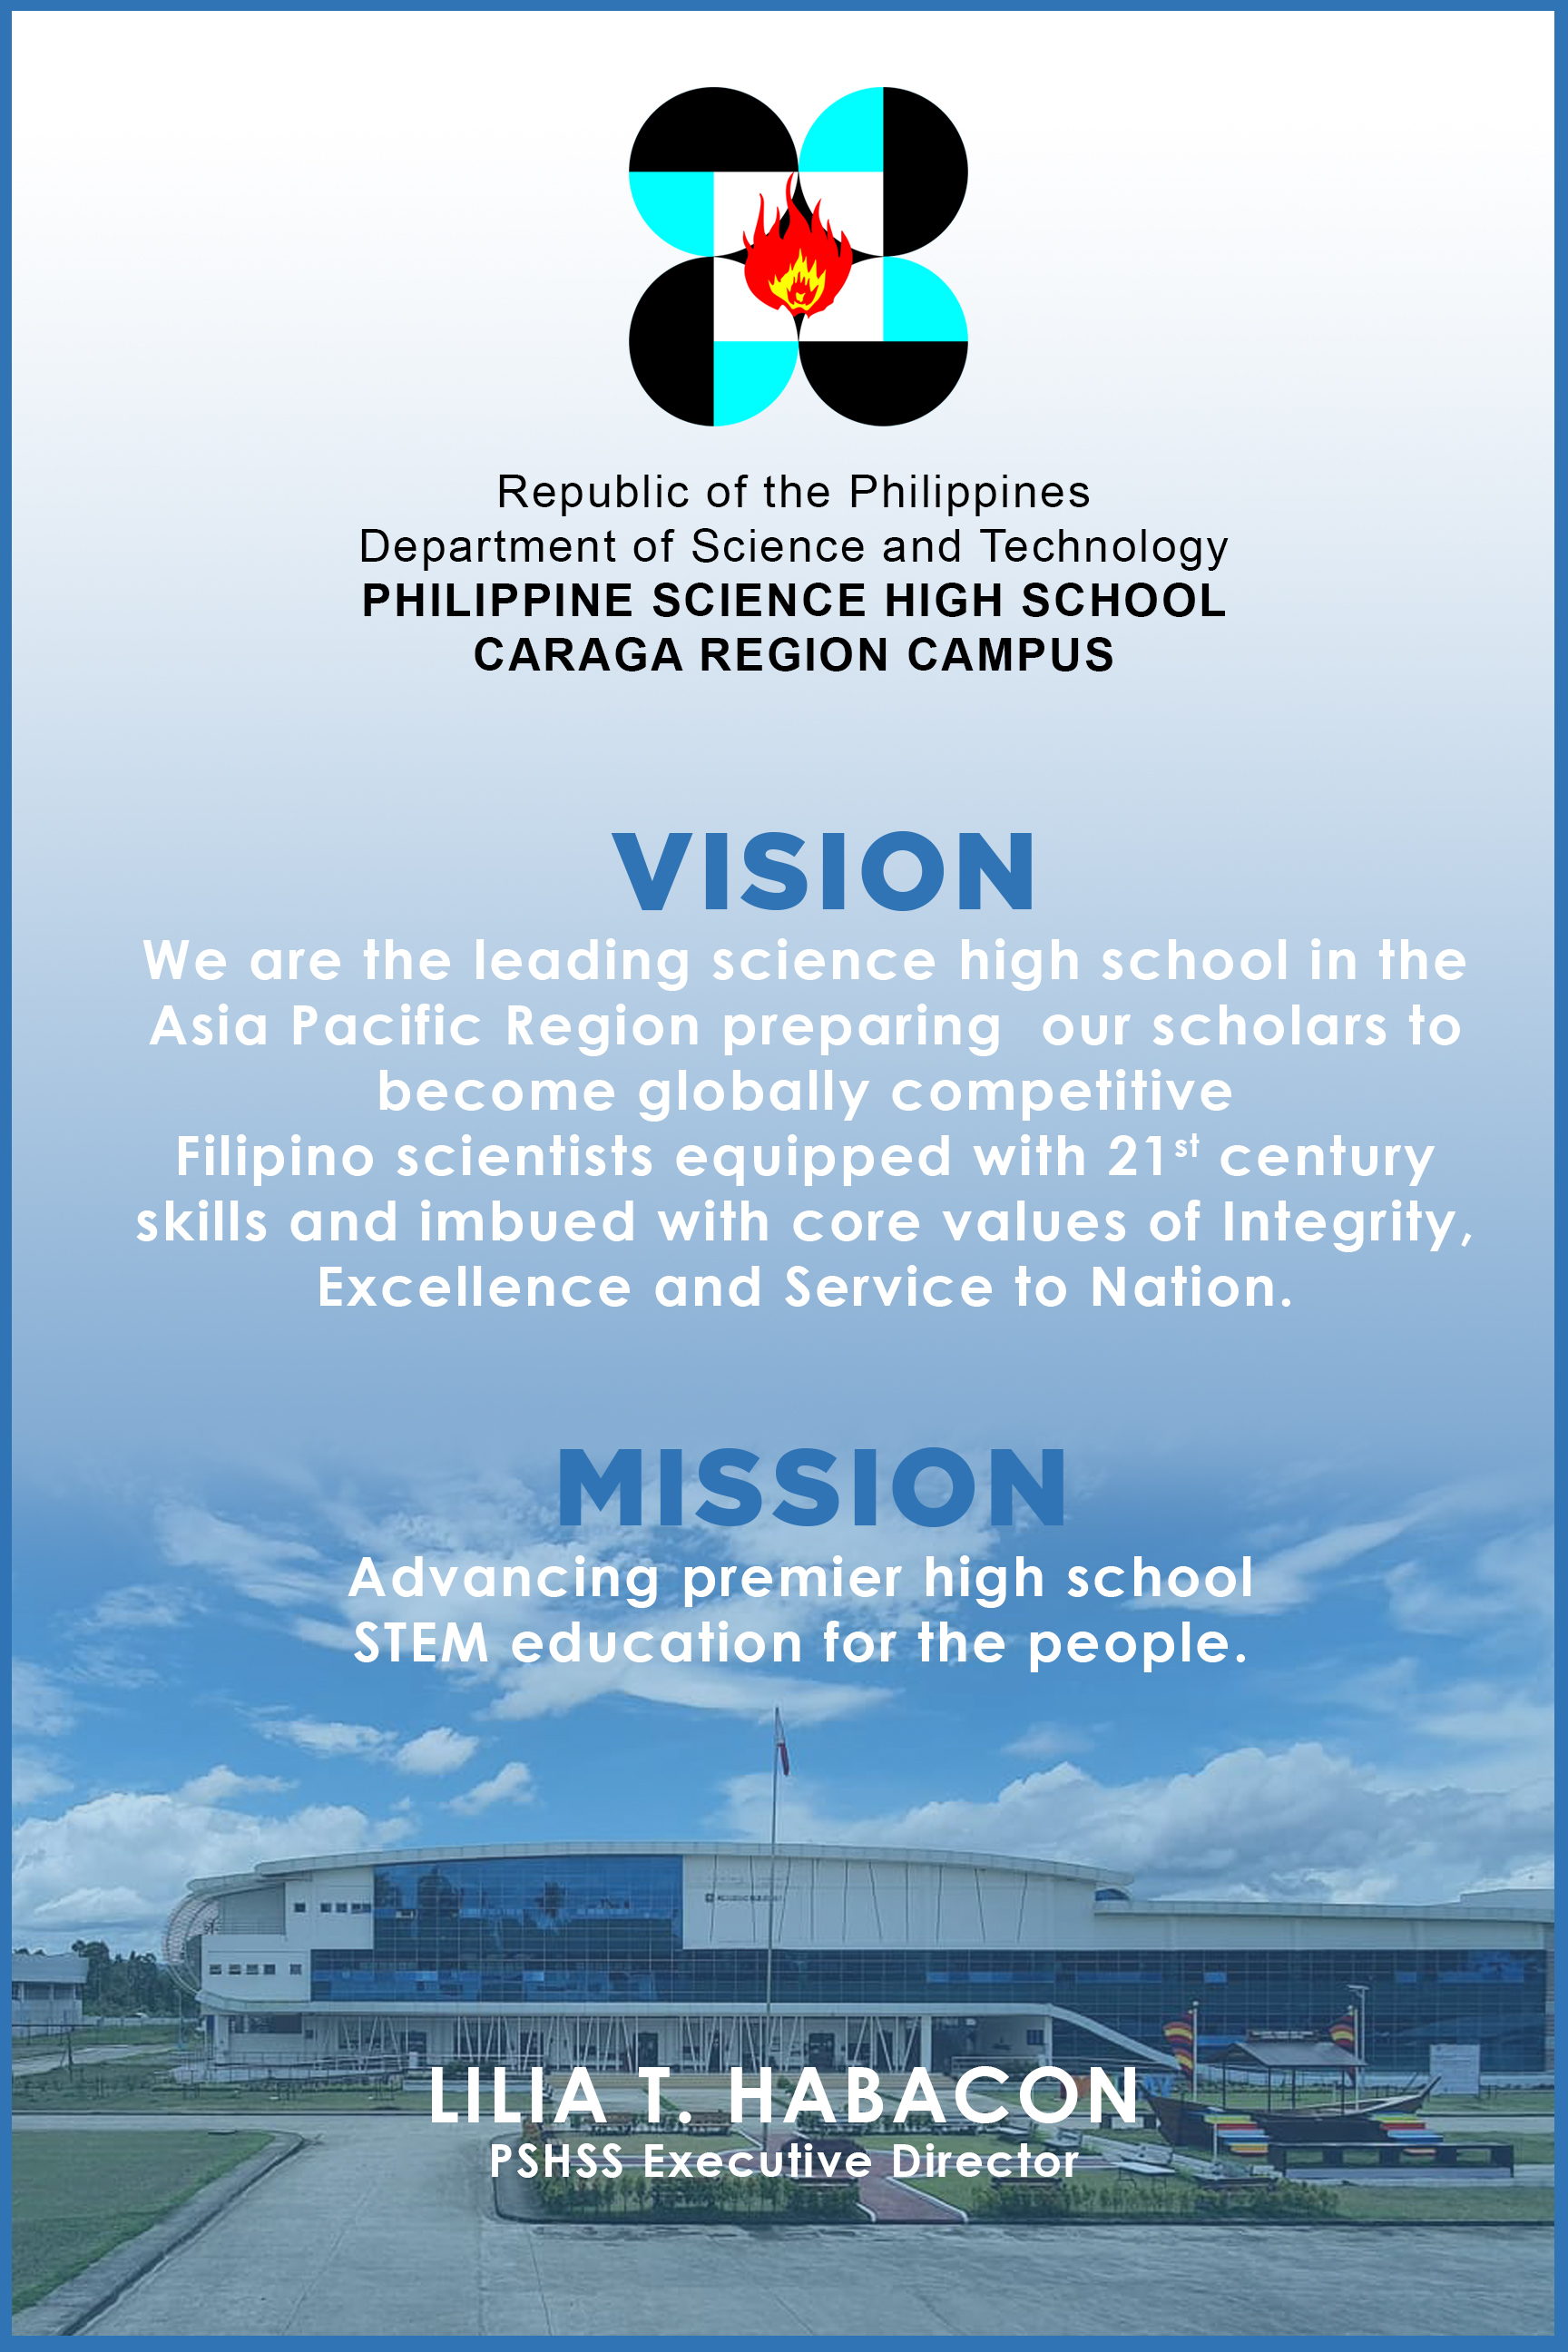 Republic of the Philippines
Department of Science and Technology
PHILIPPINE SCIENCE HIGH SCHOOL
CARAGA REGION CAMPUS
VISION
We are the leading science high school in the
Asia Pacific Region preparing  our scholars to
become globally competitive
Filipino scientists equipped with 21st century
skills and imbued with core values of Integrity,
Excellence and Service to Nation.
MISSION
Advancing premier high school
STEM education for the people.
LILIA T. HABACON
PSHSS Executive Director